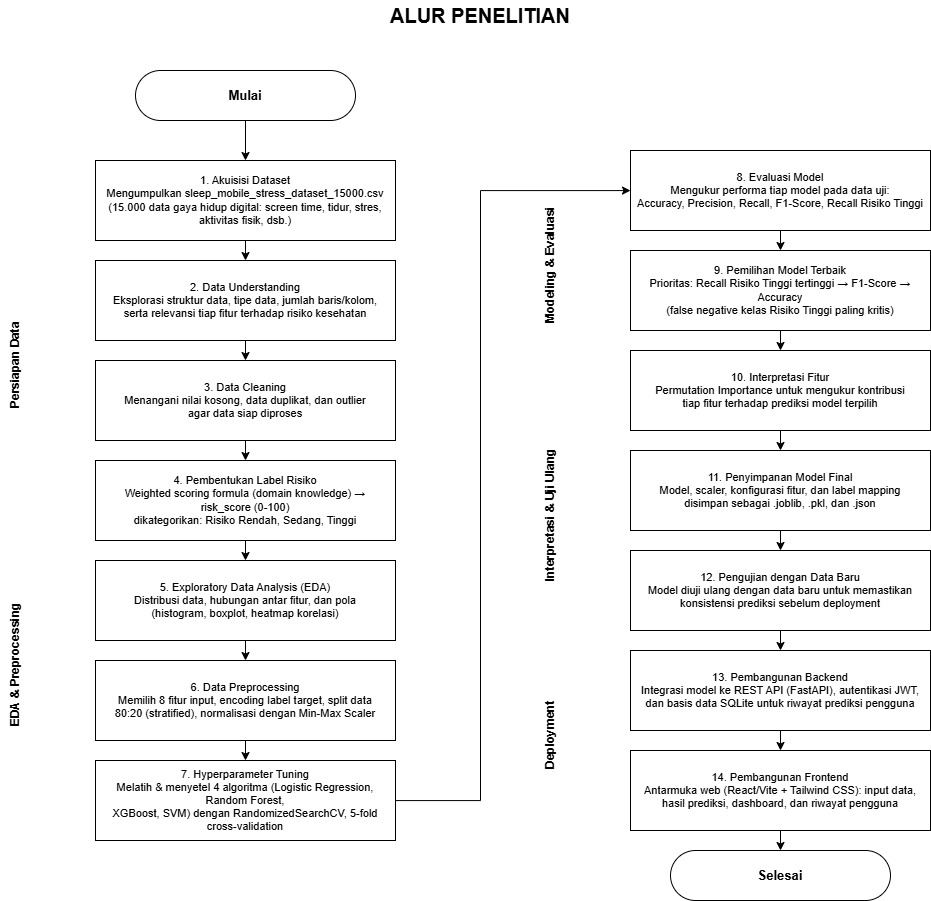 ALUR PENELITIAN
Mulai
Persiapan Data
1. Akuisisi Dataset
Mengumpulkan sleep_mobile_stress_dataset_15000.csv
(15.000 data gaya hidup digital: screen time, tidur, stres,
aktivitas fisik, dsb.)
2. Data Understanding
Eksplorasi struktur data, tipe data, jumlah baris/kolom,
serta relevansi tiap fitur terhadap risiko kesehatan
3. Data Cleaning
Menangani nilai kosong, data duplikat, dan outlier
agar data siap diproses
4. Pembentukan Label Risiko
Weighted scoring formula (domain knowledge) →
risk_score (0-100)
dikategorikan: Risiko Rendah, Sedang, Tinggi
EDA & Preprocessing
5. Exploratory Data Analysis (EDA)
Distribusi data, hubungan antar fitur, dan pola
(histogram, boxplot, heatmap korelasi)
6. Data Preprocessing
Memilih 8 fitur input, encoding label target, split data
80:20 (stratified), normalisasi dengan Min-Max Scaler
7. Hyperparameter Tuning
Melatih & menyetel 4 algoritma (Logistic Regression,
Random Forest,
XGBoost, SVM) dengan RandomizedSearchCV, 5-fold
cross-validation
Modeling & Evaluasi
8. Evaluasi Model
Mengukur performa tiap model pada data uji:
Accuracy, Precision, Recall, F1-Score, Recall Risiko Tinggi
9. Pemilihan Model Terbaik
Prioritas: Recall Risiko Tinggi tertinggi → F1-Score →
Accuracy
(false negative kelas Risiko Tinggi paling kritis)
Interpretasi & Uji Ulang
10. Interpretasi Fitur
Permutation Importance untuk mengukur kontribusi
tiap fitur terhadap prediksi model terpilih
11. Penyimpanan Model Final
Model, scaler, konfigurasi fitur, dan label mapping
disimpan sebagai .joblib, .pkl, dan .json
12. Pengujian dengan Data Baru
Model diuji ulang dengan data baru untuk memastikan
konsistensi prediksi sebelum deployment
Deployment
13. Pembangunan Backend
Integrasi model ke REST API (FastAPI), autentikasi JWT,
dan basis data SQLite untuk riwayat prediksi pengguna
14. Pembangunan Frontend
Antarmuka web (React/Vite + Tailwind CSS): input data,
hasil prediksi, dashboard, dan riwayat pengguna
Selesai